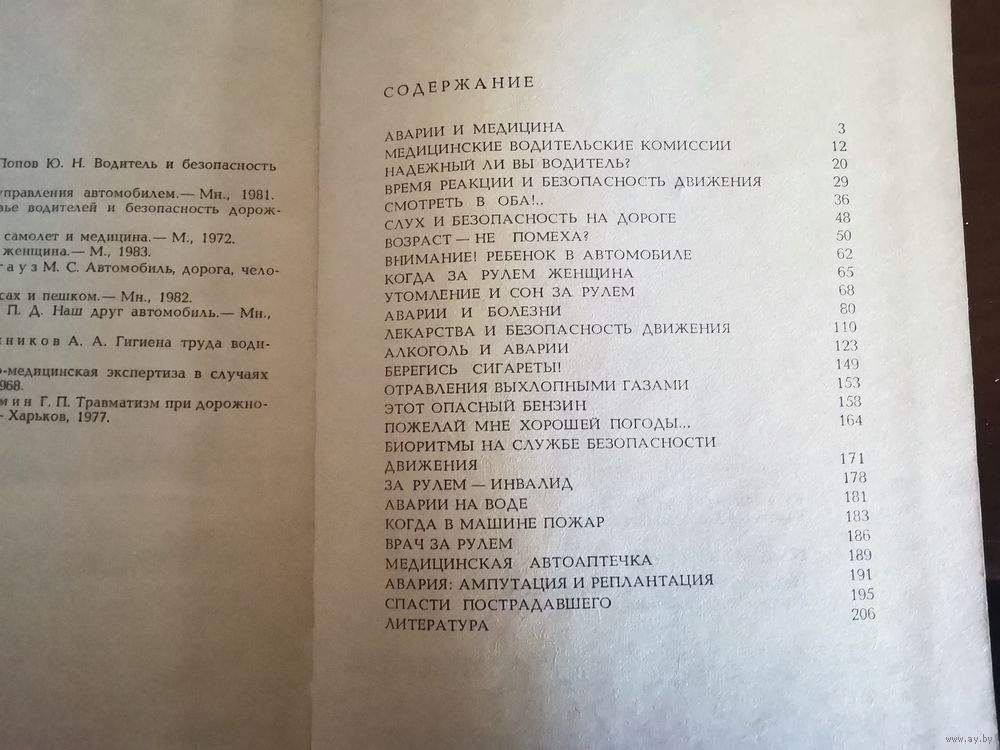 Попов Ю. Н. Водитель и безопасность
управления автомобилем.— Мн., 1981.
вье водителей и безопасность дорож-
самолет и медицина.— М., 1972.
женщина.— М., 1983.
гауз М. С. Автомобиль, дорога, чело-
сах и пешком.— Мн., 1982.
П. Д. Наш друг автомобиль.— Мн.,
нников А. А. Гигиена труда води-
о-медицинская экспертиза в случаях
968.
мин Г. П. Травматизм при дорожно-
— Харьков, 1977.
СОДЕРЖАНИЕ
АВАРИИ И МЕДИЦИНА 3
МЕДИЦИНСКИЕ ВОДИТЕЛЬСКИЕ КОМИССИИ 12
НАДЕЖНЫЙ ЛИ ВЫ ВОДИТЕЛЬ? 20
ВРЕМЯ РЕАКЦИИ И БЕЗОПАСНОСТЬ ДВИЖЕНИЯ 29
СМОТРЕТЬ В ОБА!.. 36
СЛУХ И БЕЗОПАСНОСТЬ НА ДОРОГЕ 48
ВОЗРАСТ — НЕ ПОМЕХА? 50
ВНИМАНИЕ! РЕБЕНОК В АВТОМОБИЛЕ 62
КОГДА ЗА РУЛЕМ ЖЕНЩИНА 65
УТОМЛЕНИЕ И СОН ЗА РУЛЕМ 68
АВАРИИ И БОЛЕЗНИ 80
ЛЕКАРСТВА И БЕЗОПАСНОСТЬ ДВИЖЕНИЯ 110
АЛКОГОЛЬ И АВАРИИ 123
БЕРЕГИСЬ СИГАРЕТЫ! 149
ОТРАВЛЕНИЯ ВЫХЛОПНЫМИ ГАЗАМИ 153
ЭТОТ ОПАСНЫЙ БЕНЗИН 158
ПОЖЕЛАЙ МНЕ ХОРОШЕЙ ПОГОДЫ... 164
БИОРИТМЫ НА СЛУЖБЕ БЕЗОПАСНОСТИ
ДВИЖЕНИЯ 171
ЗА РУЛЕМ — ИНВАЛИД 178
АВАРИИ НА ВОДЕ 181
КОГДА В МАШИНЕ ПОЖАР 183
ВРАЧ ЗА РУЛЕМ 186
МЕДИЦИНСКАЯ АВТОАПТЕЧКА 189
АВАРИЯ: АМПУТАЦИЯ И РЕПЛАНТАЦИЯ 191
СПАСТИ ПОСТРАДАВШЕГО 195
ЛИТЕРАТУРА 206
www.ay.by